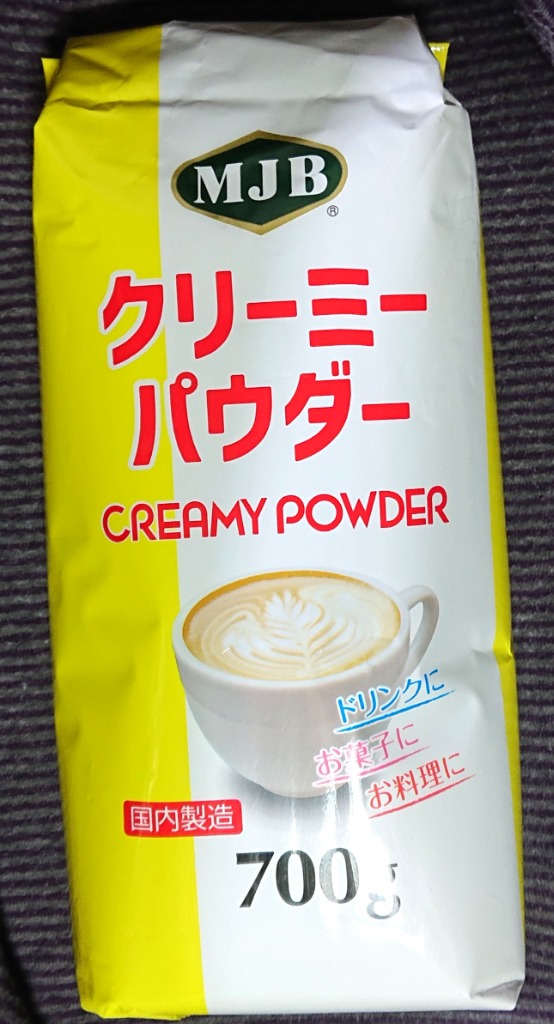 MJB
®
クリーミー
パウダー
CREAMY POWDER
ドリンクに
お菓子に
お料理に
国内製造
700g